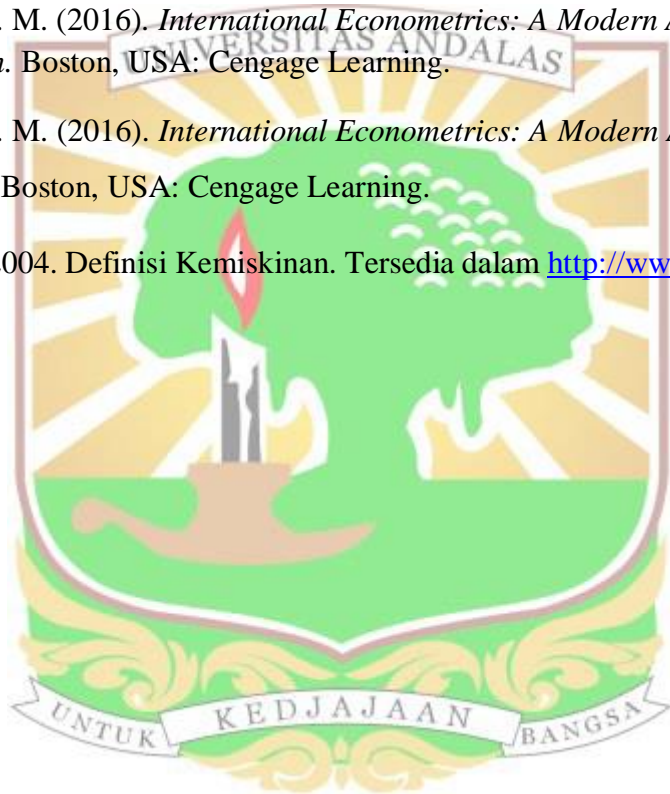 . M. (2016). International Econometrics: A Modern A
n. Boston, USA: Cengage Learning.
UNIVERSITAS ANDALAS
. M. (2016). International Econometrics: A Modern A
Boston, USA: Cengage Learning.
2004. Definisi Kemiskinan. Tersedia dalam http://ww
UNTUK KEDJAJAAN BANGSA